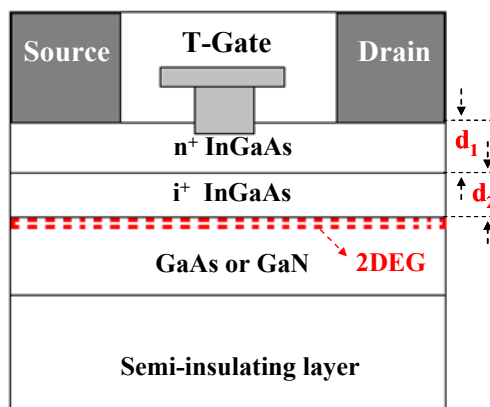 Source
T-Gate
Drain
n⁺ InGaAs
d₁
i⁺ InGaAs
d₂
GaAs or GaN
2DEG
Semi-insulating layer